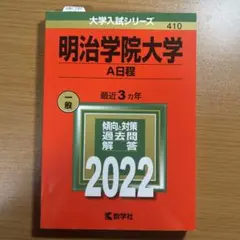 大学入試シリーズ
410
明治学院大学
A日程
一般
最近3カ年
傾向と対策
過去問
解答
2022
教学社